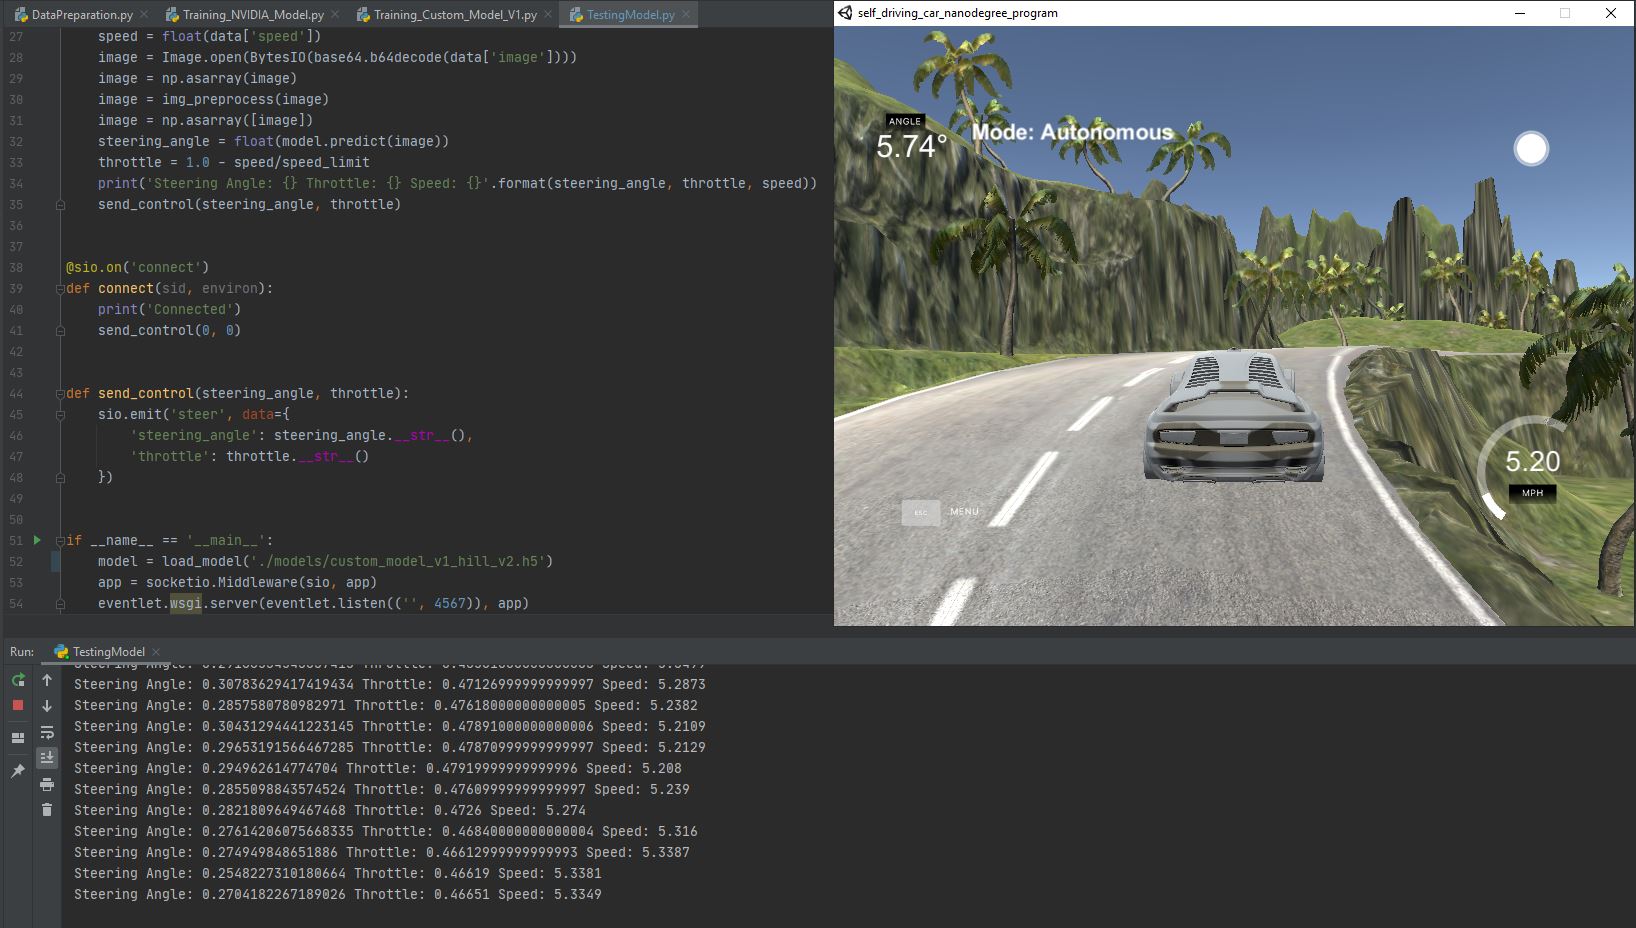 DataPreparation.py
Training_NVIDIA_Model.py
Training_Custom_Model_V1.py
TestingModel.py
27 speed = float(data['speed'])
28 image = Image.open(BytesIO(base64.b64decode(data['image'])))
29 image = np.asarray(image)
30 image = img_preprocess(image)
31 image = np.asarray([image])
32 steering_angle = float(model.predict(image))
33 throttle = 1.0 - speed/speed_limit
34 print('Steering Angle: {} Throttle: {} Speed: {}'.format(steering_angle, throttle, speed))
35 send_control(steering_angle, throttle)
36
37
38 @sio.on('connect')
39 def connect(sid, environ):
40 print('Connected')
41 send_control(0, 0)
42
43
44 def send_control(steering_angle, throttle):
45 sio.emit('steer', data={
46 'steering_angle': steering_angle.__str__(),
47 'throttle': throttle.__str__()
48 })
49
50
51 if __name__ == '__main__':
52 model = load_model('./models/custom_model_v1_hill_v2.h5')
53 app = socketio.Middleware(sio, app)
54 eventlet.wsgi.server(eventlet.listen(('', 4567)), app)
self_driving_car_nanodegree_program
ANGLE
5.74°
Mode: Autonomous
5.20
MPH
ESC MENU
Run: TestingModel
Steering Angle: 0.30783629417419434 Throttle: 0.47126999999999997 Speed: 5.2873
Steering Angle: 0.2857580780982971 Throttle: 0.47618000000000005 Speed: 5.2382
Steering Angle: 0.30431294441223145 Throttle: 0.47891000000000006 Speed: 5.2109
Steering Angle: 0.29653191566467285 Throttle: 0.47870999999999997 Speed: 5.2129
Steering Angle: 0.294962614774704 Throttle: 0.47919999999999996 Speed: 5.208
Steering Angle: 0.2855098843574524 Throttle: 0.47609999999999997 Speed: 5.239
Steering Angle: 0.2821809649467468 Throttle: 0.4726 Speed: 5.274
Steering Angle: 0.27614206075668335 Throttle: 0.46840000000000004 Speed: 5.316
Steering Angle: 0.274949848651886 Throttle: 0.46612999999999993 Speed: 5.3387
Steering Angle: 0.2548227310180664 Throttle: 0.46619 Speed: 5.3381
Steering Angle: 0.2704182267189026 Throttle: 0.46651 Speed: 5.3349